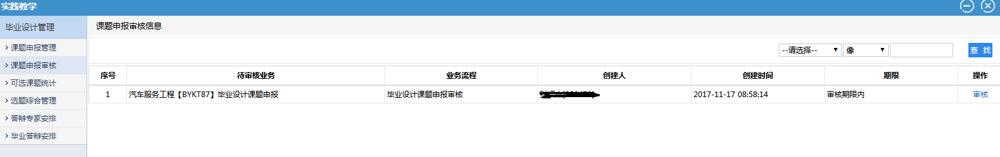 实践教学
毕业设计管理
课题申报管理
课题申报审核
可选课题统计
选题综合管理
答辩专家安排
毕业答辩安排
课题申报审核信息
--请选择-- 像 查 找
序号 待审核业务 业务流程 创建人 创建时间 期限 操作
1 汽车服务工程【BYKT87】毕业设计课题申报 毕业设计课题申报审核 2017-11-17 08:58:14 审核期限内 审核